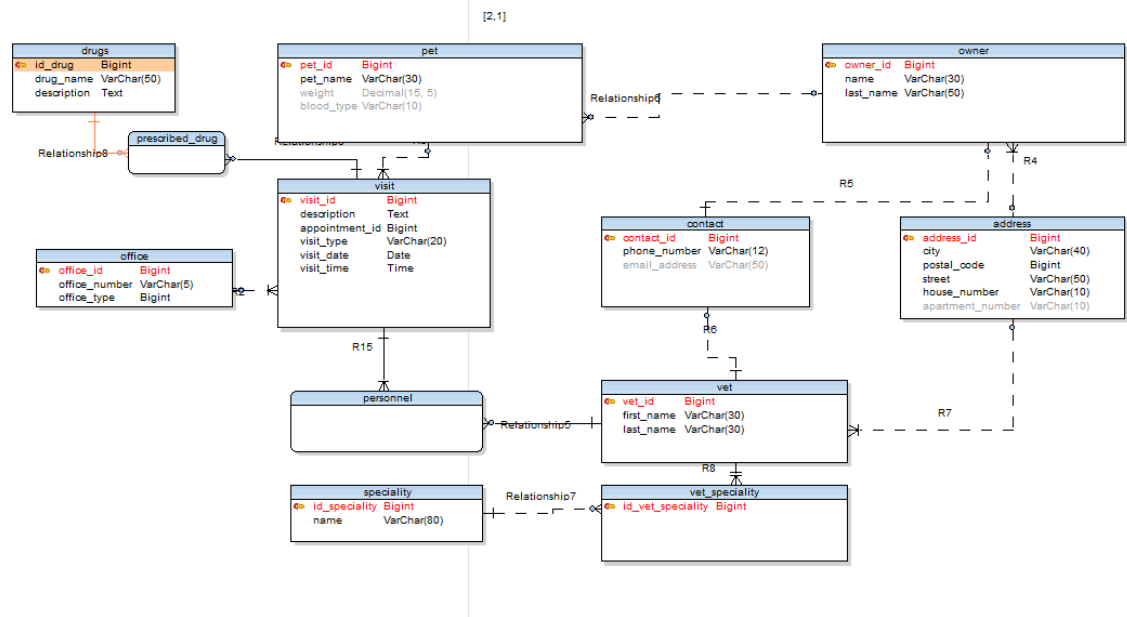 [2,1]
drugs
id_drug Bigint
drug_name VarChar(50)
description Text
pet
pet_id Bigint
pet_name VarChar(30)
weight Decimal(15, 5)
blood_type VarChar(10)
owner
owner_id Bigint
name VarChar(30)
last_name VarChar(50)
prescribed_drug
Relationship8
R4
R5
visit
visit_id Bigint
description Text
appointment_id Bigint
visit_type VarChar(20)
visit_date Date
visit_time Time
contact
contact_id Bigint
phone_number VarChar(12)
email_address VarChar(50)
address
address_id Bigint
city VarChar(40)
postal_code Bigint
street VarChar(50)
house_number VarChar(10)
apartment_number VarChar(10)
office
office_id Bigint
office_number VarChar(5)
office_type Bigint
R6
R15
personnel
Relationship5
vet
vet_id Bigint
first_name VarChar(30)
last_name VarChar(30)
R7
R8
speciality
id_speciality Bigint
name VarChar(80)
Relationship7
vet_speciality
id_vet_speciality Bigint